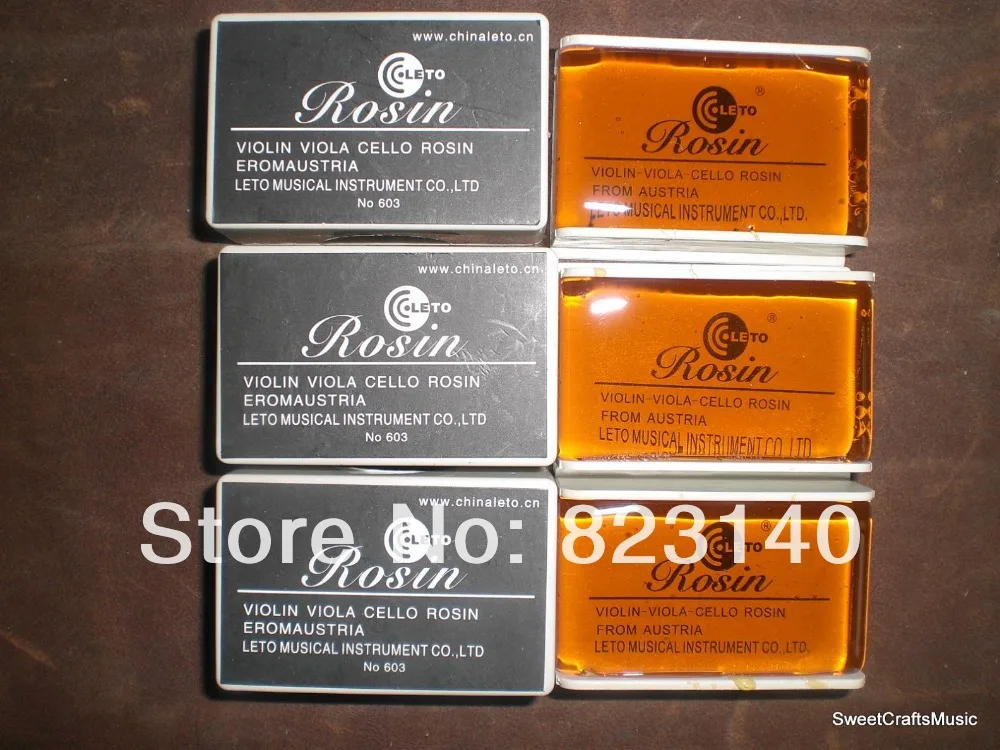 www.chinaleto.cn
LETO
Rosin
VIOLIN VIOLA CELLO ROSIN
EROMAUSTRIA
LETO MUSICAL INSTRUMENT CO.,LTD
No 603
LETO ®
Rosin
VIOLIN-VIOLA-CELLO ROSIN
FROM AUSTRIA
LETO MUSICAL INSTRUMENT CO.,LTD.
www.chinaleto.cn
LETO
Rosin
VIOLIN VIOLA CELLO ROSIN
EROMAUSTRIA
LETO MUSICAL INSTRUMENT CO.,LTD
No 603
LETO
Rosin
VIOLIN-VIOLA-CELLO ROSIN
FROM AUSTRIA
LETO MUSICAL INSTRUMENT CO.,LTD
www.chinaleto.cn
LETO
Rosin
VIOLIN VIOLA CELLO ROSIN
EROMAUSTRIA
LETO MUSICAL INSTRUMENT CO.,LTD
No 603
LETO ®
Rosin
VIOLIN-VIOLA-CELLO ROSIN
FROM AUSTRIA
LETO MUSICAL INSTRUMENT CO.,LTD.
Store No: 823140
SweetCraftsMusic